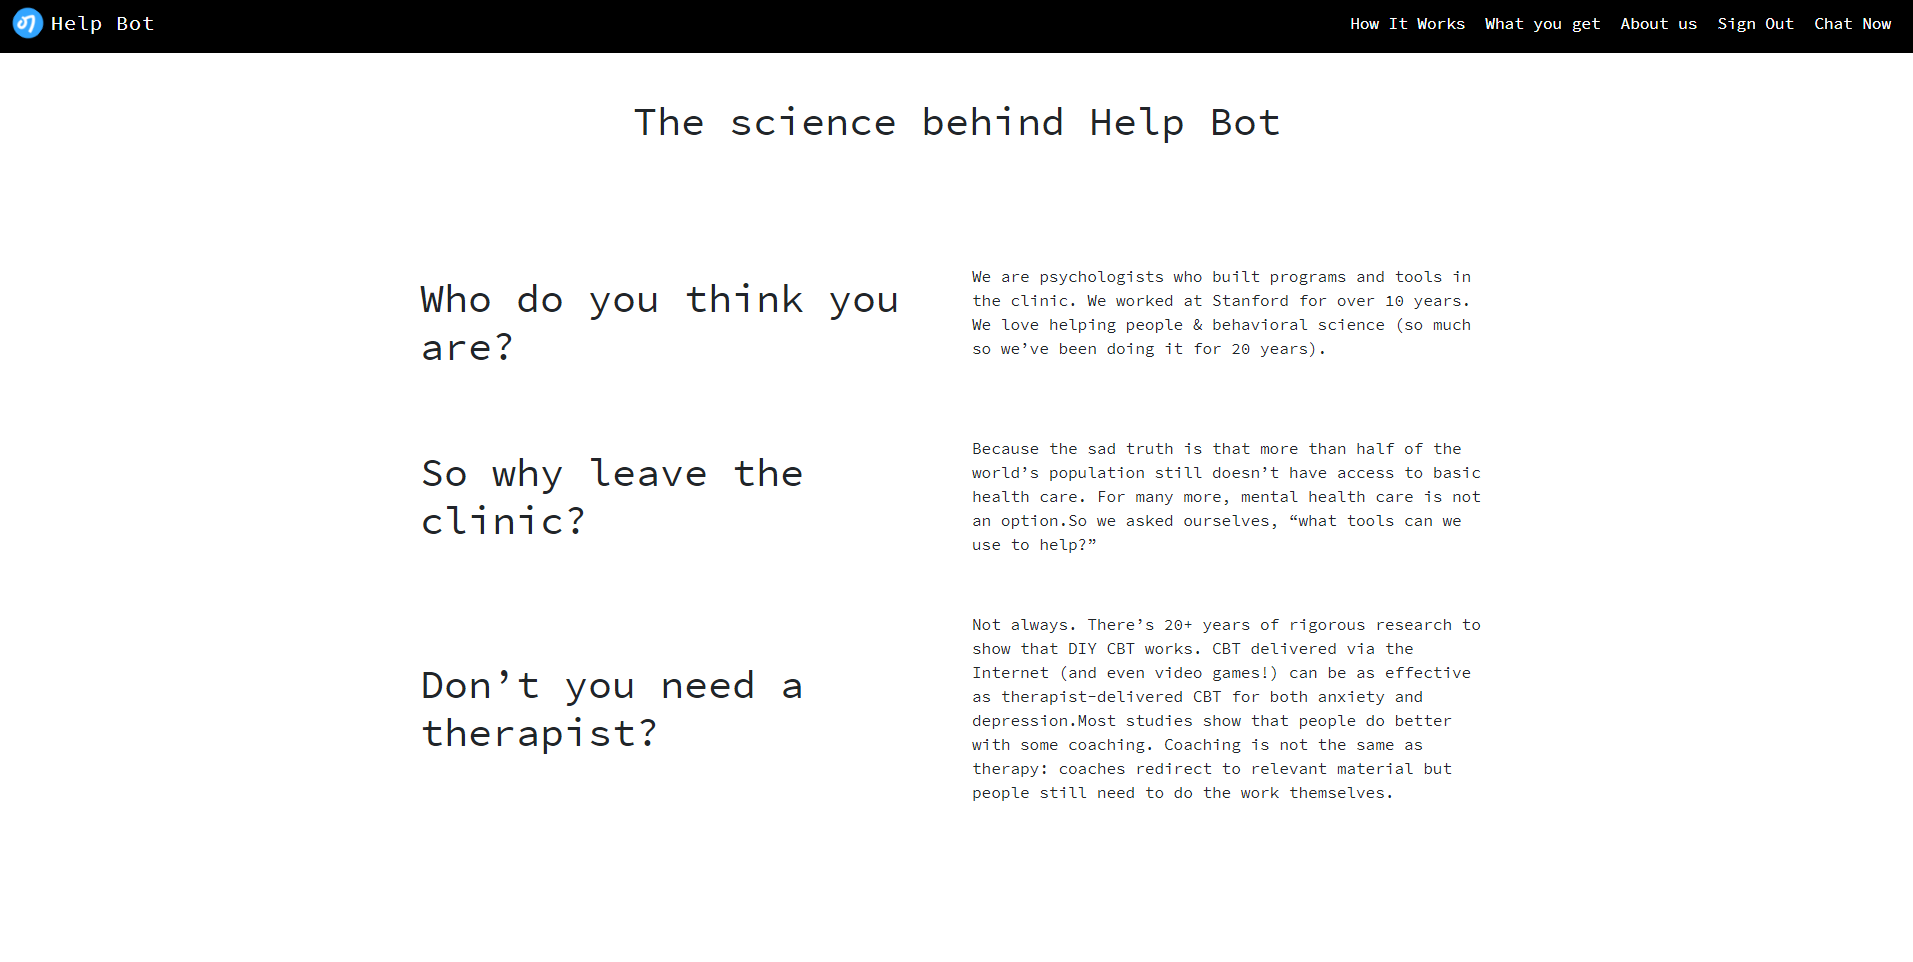 Help Bot
How It Works What you get About us Sign Out Chat Now
The science behind Help Bot
Who do you think you
are?
We are psychologists who built programs and tools in
the clinic. We worked at Stanford for over 10 years.
We love helping people & behavioral science (so much
so we’ve been doing it for 20 years).
So why leave the
clinic?
Because the sad truth is that more than half of the
world’s population still doesn’t have access to basic
health care. For many more, mental health care is not
an option.So we asked ourselves, “what tools can we
use to help?”
Don’t you need a
therapist?
Not always. There’s 20+ years of rigorous research to
show that DIY CBT works. CBT delivered via the
Internet (and even video games!) can be as effective
as therapist-delivered CBT for both anxiety and
depression.Most studies show that people do better
with some coaching. Coaching is not the same as
therapy: coaches redirect to relevant material but
people still need to do the work themselves.